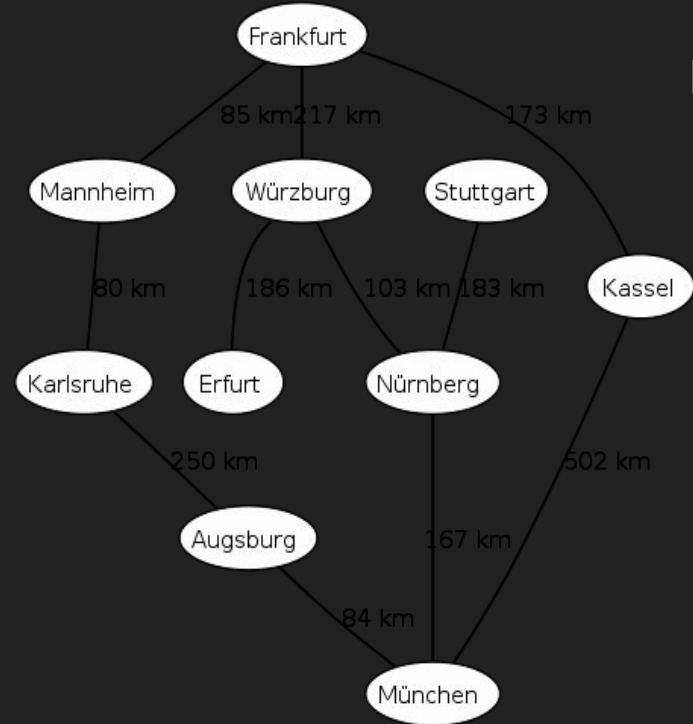 Frankfurt
85 km
217 km
173 km
Mannheim
Würzburg
Stuttgart
80 km
186 km
103 km
183 km
Kassel
Karlsruhe
Erfurt
Nürnberg
250 km
502 km
Augsburg
167 km
84 km
München